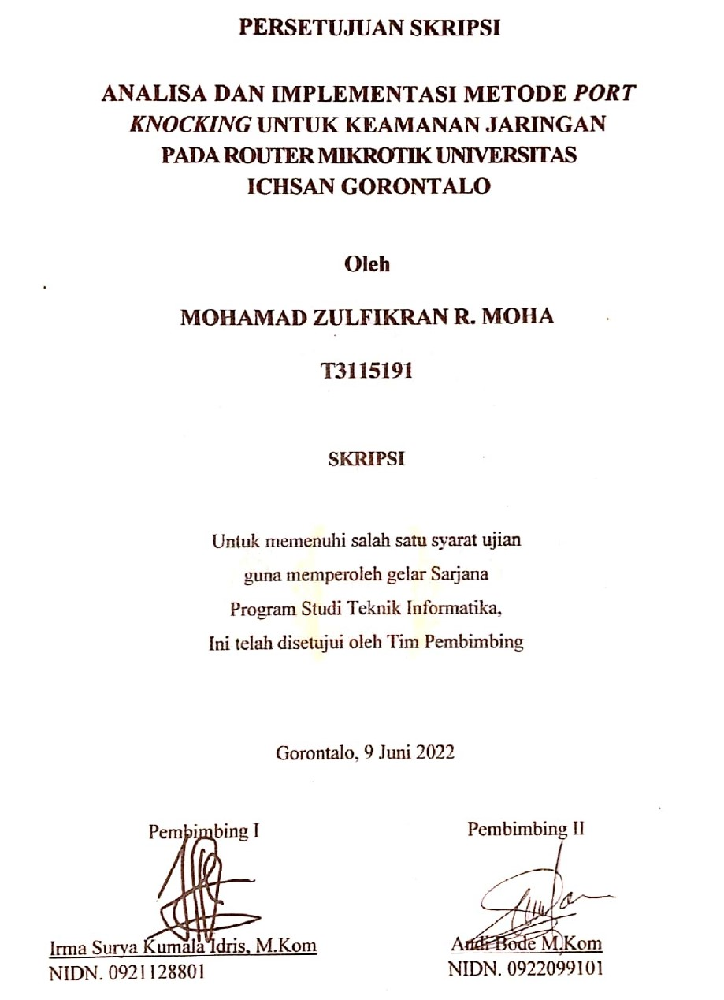 PERSETUJUAN SKRIPSI
ANALISA DAN IMPLEMENTASI METODE PORT
KNOCKING UNTUK KEAMANAN JARINGAN
PADA ROUTER MIKROTIK UNIVERSITAS
ICHSAN GORONTALO
Oleh
MOHAMAD ZULFIKRAN R. MOHA
T3115191
SKRIPSI
Untuk memenuhi salah satu syarat ujian
guna memperoleh gelar Sarjana
Program Studi Teknik Informatika,
Ini telah disetujui oleh Tim Pembimbing
Gorontalo, 9 Juni 2022
Pembimbing I
Pembimbing II
Irma Surya Kumala Idris, M.Kom
Andi Bode M.Kom
NIDN. 0921128801
NIDN. 0922099101